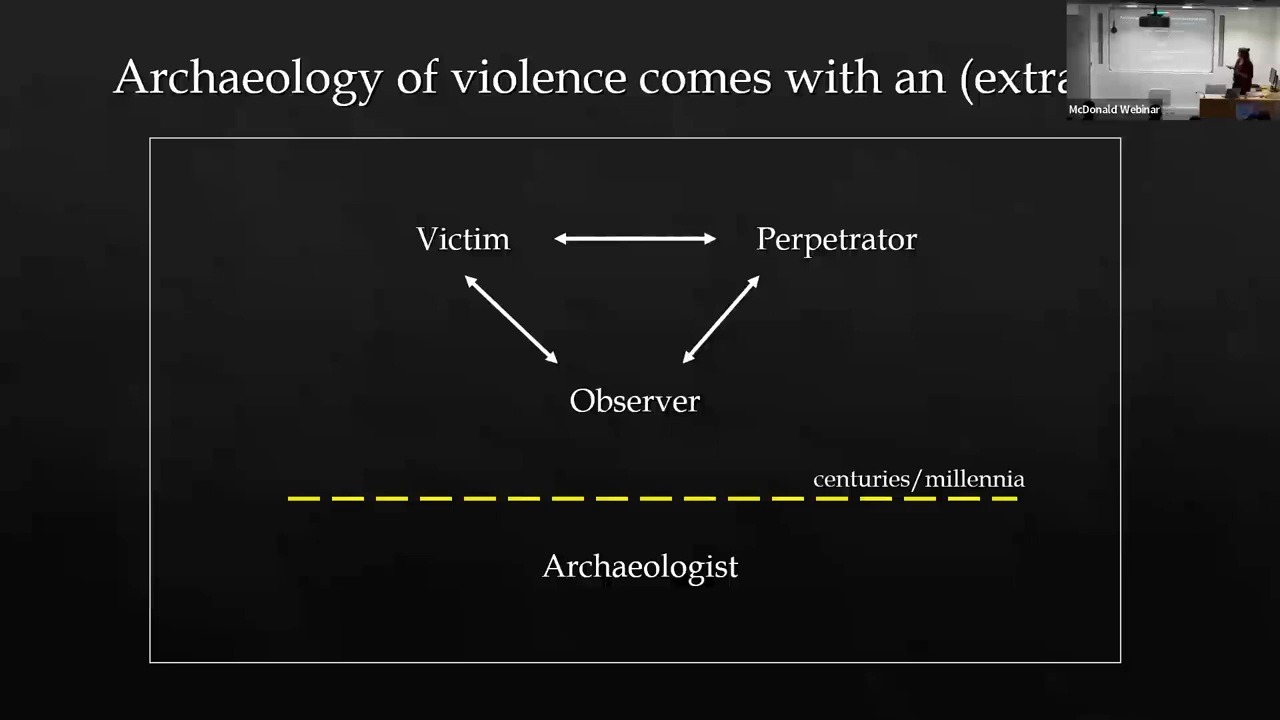 Archaeology of violence comes with an (extra
McDonald Webinar
Victim
Perpetrator
Observer
centuries/millennia
Archaeologist